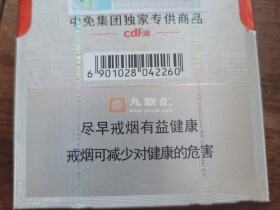 中免集团独家专供商品
cdf
6 901028 042260
九联汇
尽早戒烟有益健康
戒烟可减少对健康的危害